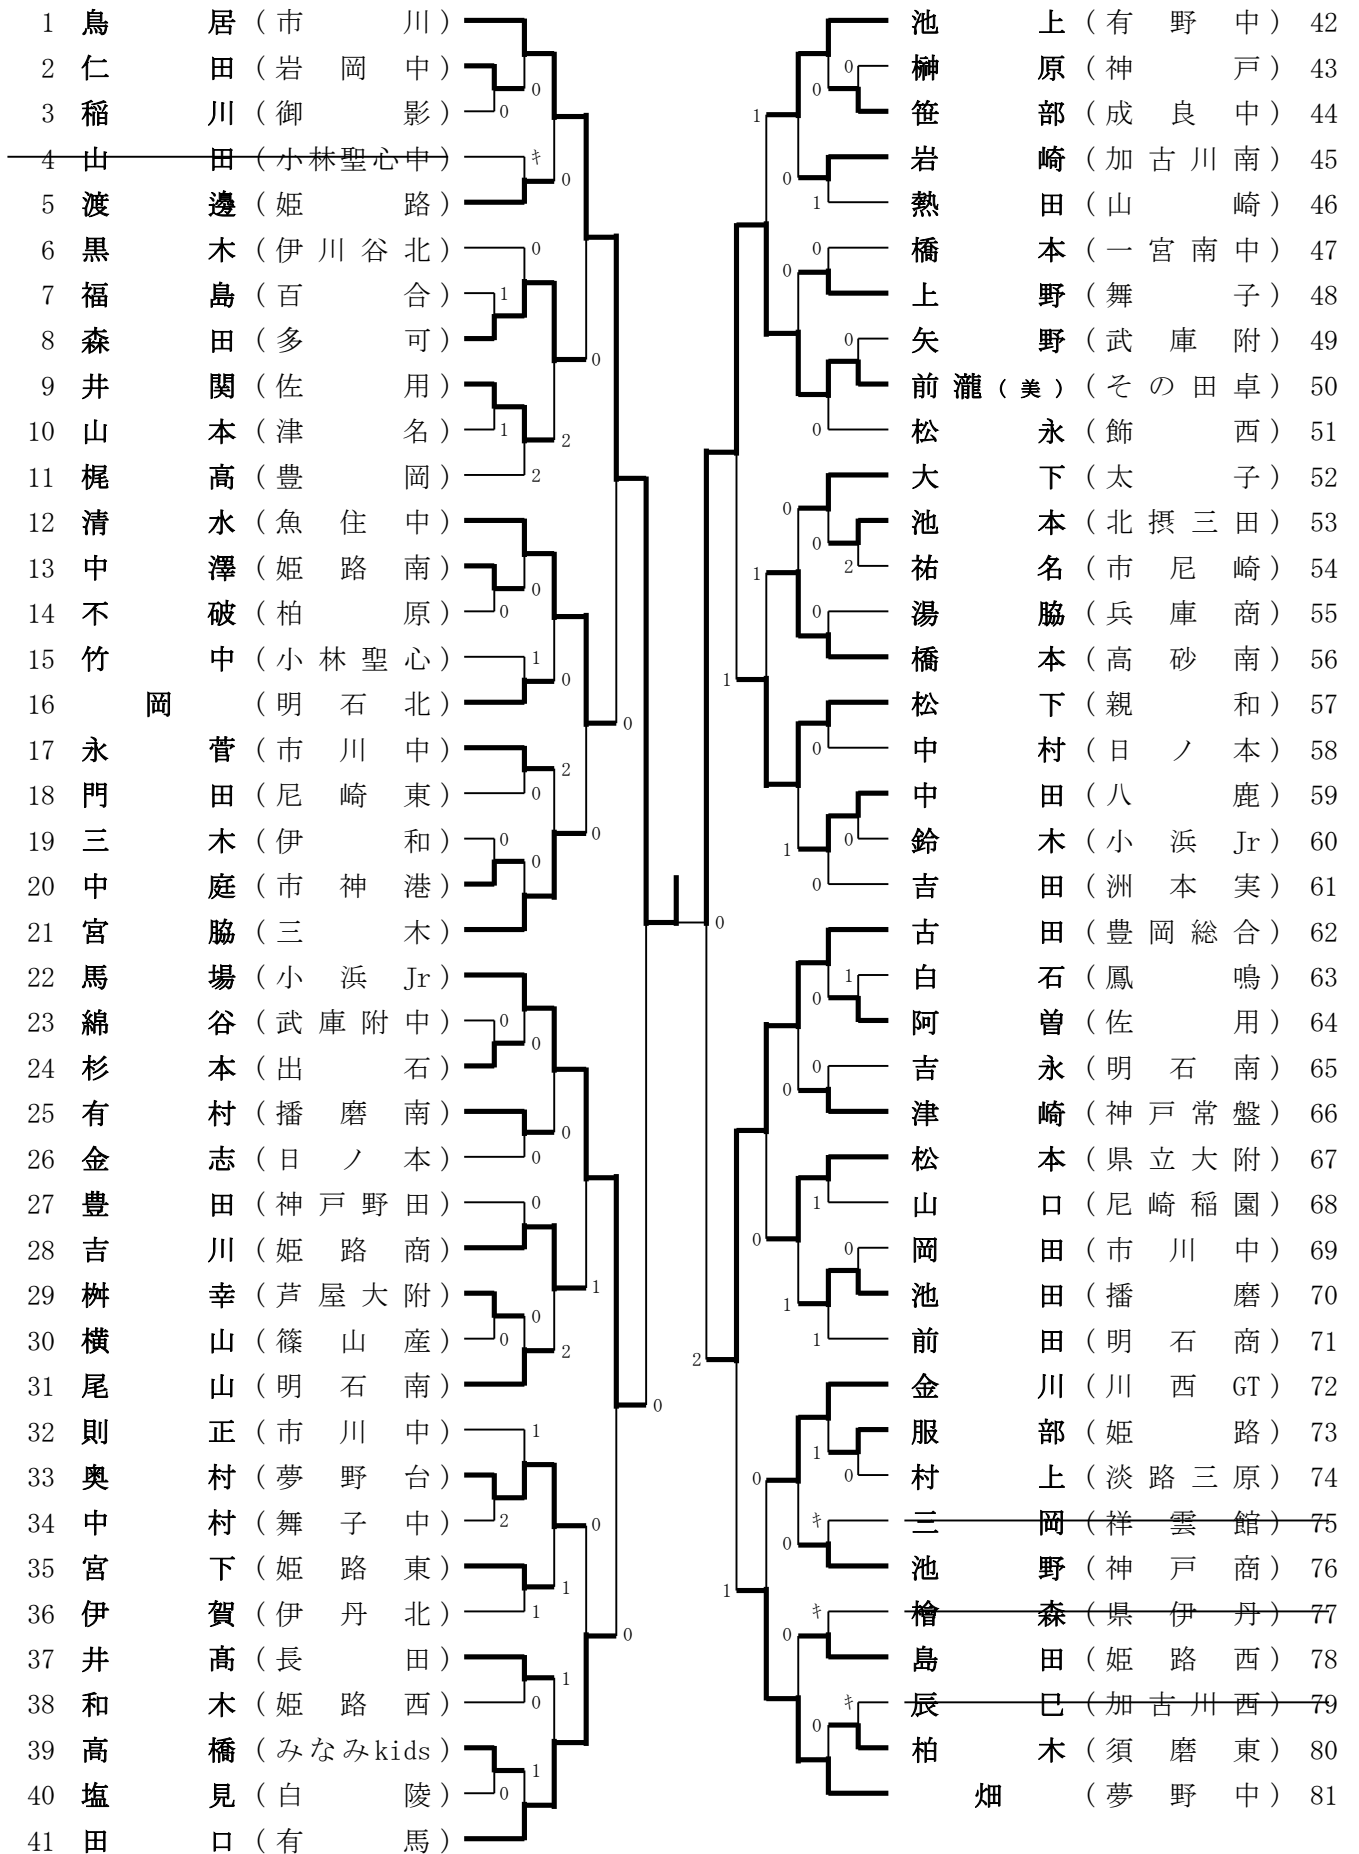 1 鳥居（市川）
2 仁田（岩岡中）
3 稲川（御影）
4 山田（小林聖心中）
5 渡邊（姫路）
6 黒木（伊川谷北）
7 福島（百合）
8 森田（多可）
9 井関（佐用）
10 山本（津名）
11 梶高（豊岡）
12 清水（魚住中）
13 中澤（姫路南）
14 不破（柏原）
15 竹中（小林聖心）
16 岡（明石北）
17 永菅（市川中）
18 門田（尼崎東）
19 三木（伊和）
20 中庭（市神港）
21 宮脇（三木）
22 馬場（小浜Jr）
23 綿谷（武庫附中）
24 杉本（出石）
25 有村（播磨南）
26 金志（日ノ本）
27 豊田（神戸野田）
28 吉川（姫路商）
29 桝幸（芦屋大附）
30 横山（篠山産）
31 尾山（明石南）
32 則正（市川中）
33 奥村（夢野台）
34 中村（舞子中）
35 宮下（姫路東）
36 伊賀（伊丹北）
37 井髙（長田）
38 和木（姫路西）
39 高橋（みなみkids）
40 塩見（白陵）
41 田口（有馬）
池上（有野中）42
榊原（神戸）43
笹部（成良中）44
岩崎（加古川南）45
熱田（山崎）46
橋本（一宮南中）47
上野（舞子）48
矢野（武庫附）49
前瀧（美）（その田卓）50
松永（飾西）51
大下（太子）52
池本（北摂三田）53
祐名（市尼崎）54
湯脇（兵庫商）55
橋本（高砂南）56
松下（親和）57
中村（日ノ本）58
中田（八鹿）59
鈴木（小浜Jr）60
吉田（洲本実）61
古田（豊岡総合）62
白石（鳳鳴）63
阿曽（佐用）64
吉永（明石南）65
津崎（神戸常盤）66
松本（県立大附）67
山口（尼崎稲園）68
岡田（市川中）69
池田（播磨）70
前田（明石商）71
金川（川西GT）72
服部（姫路）73
村上（淡路三原）74
三岡（祥雲館）75
池野（神戸商）76
檜森（県伊丹）77
島田（姫路西）78
辰巳（加古川西）79
柏木（須磨東）80
畑（夢野中）81